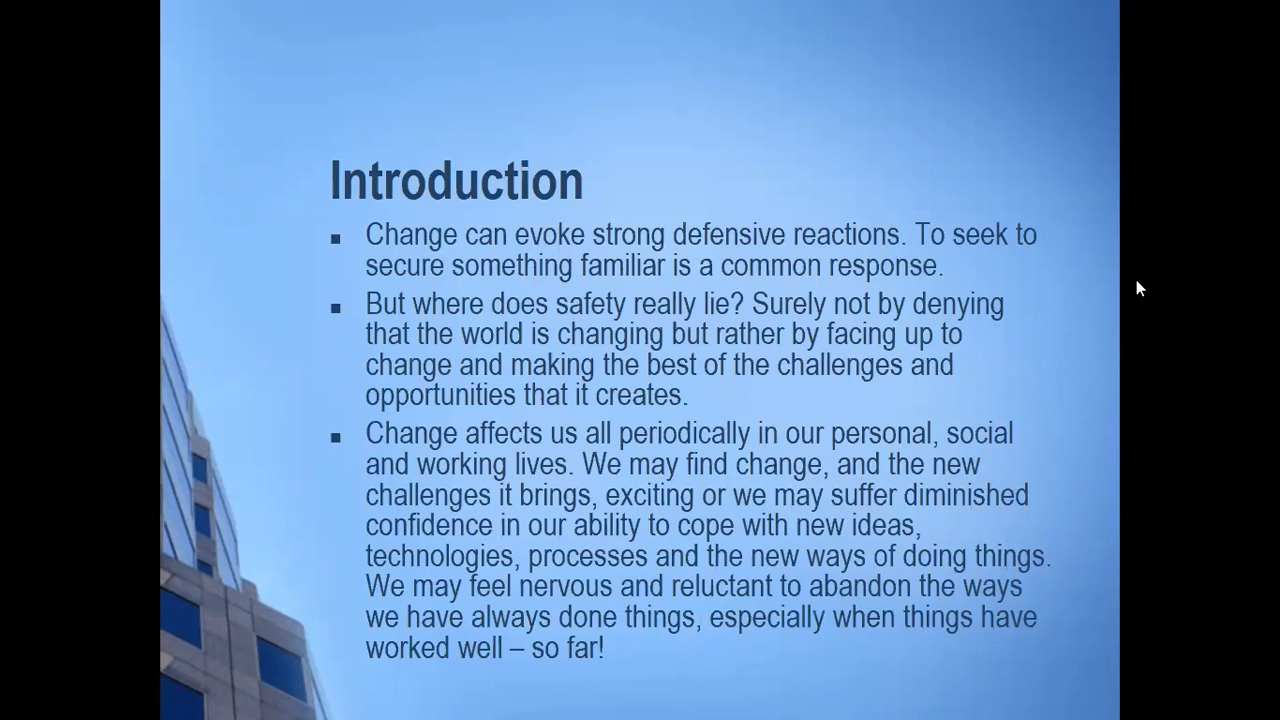 Introduction
▪ Change can evoke strong defensive reactions. To seek to
secure something familiar is a common response.
▪ But where does safety really lie? Surely not by denying
that the world is changing but rather by facing up to
change and making the best of the challenges and
opportunities that it creates.
▪ Change affects us all periodically in our personal, social
and working lives. We may find change, and the new
challenges it brings, exciting or we may suffer diminished
confidence in our ability to cope with new ideas,
technologies, processes and the new ways of doing things.
We may feel nervous and reluctant to abandon the ways
we have always done things, especially when things have
worked well – so far!